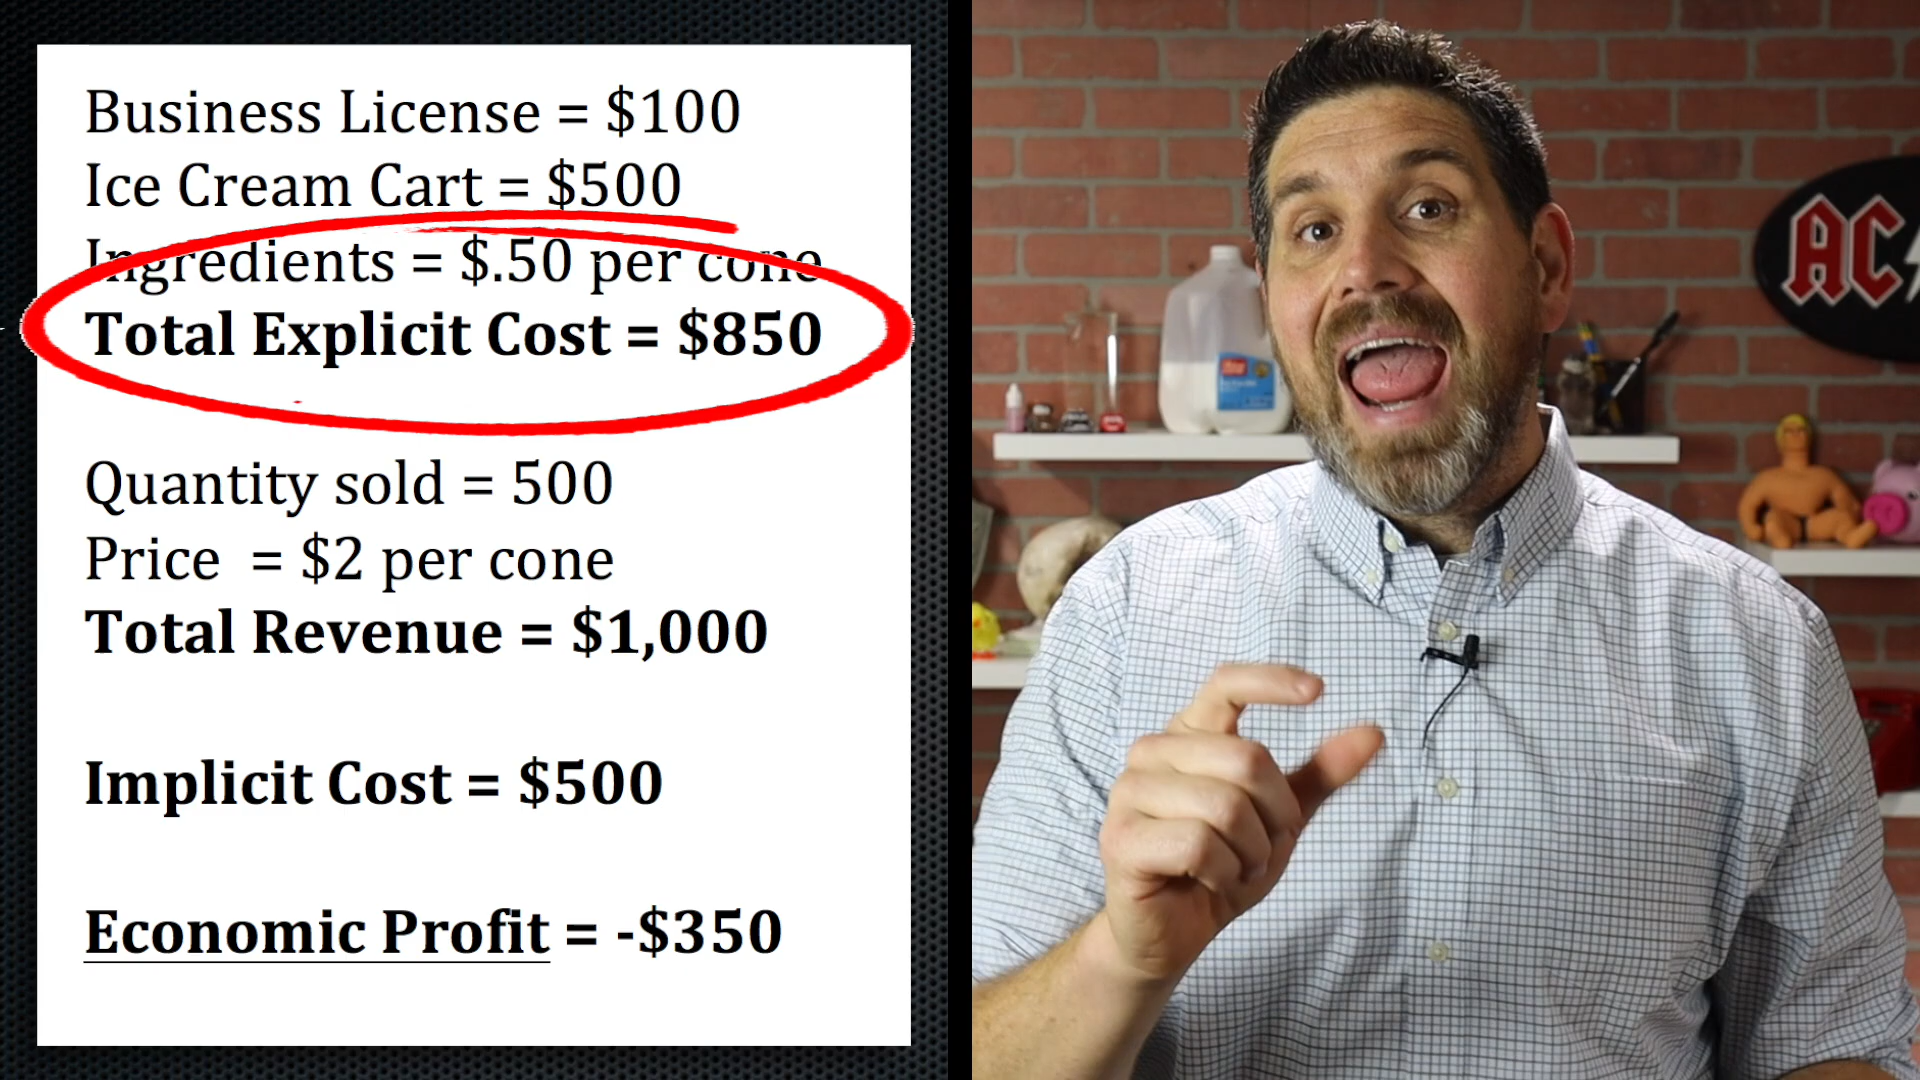 Business License = $100
Ice Cream Cart = $500
Ingredients = $.50 per cone
Total Explicit Cost = $850
Quantity sold = 500
Price = $2 per cone
Total Revenue = $1,000
Implicit Cost = $500
Economic Profit = -$350
AC